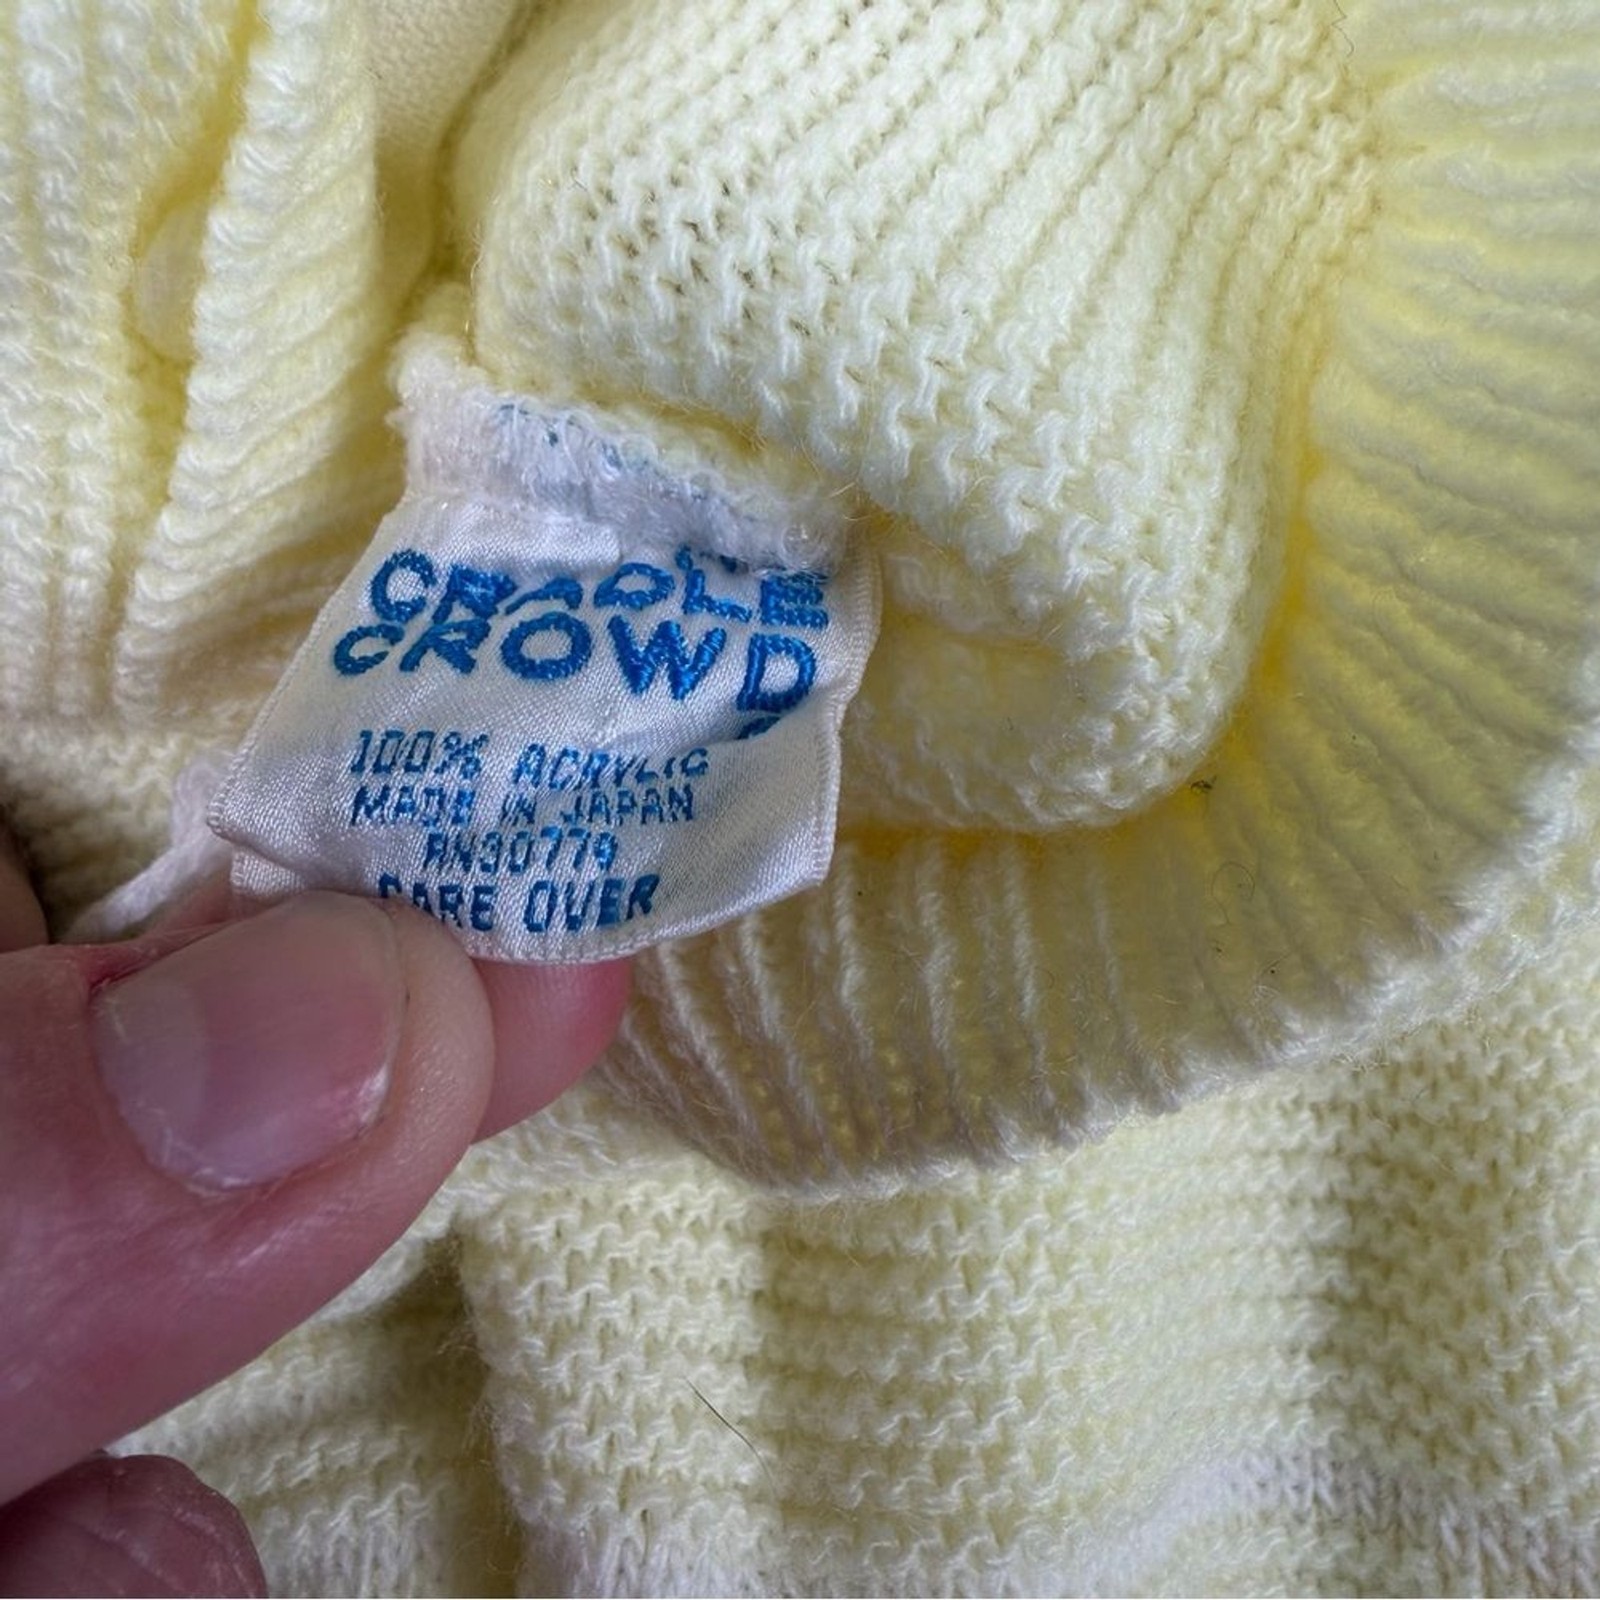 CRADLE
CROWD
100% ACRYLIC
MADE IN JAPAN
RN30779
CARE OVER